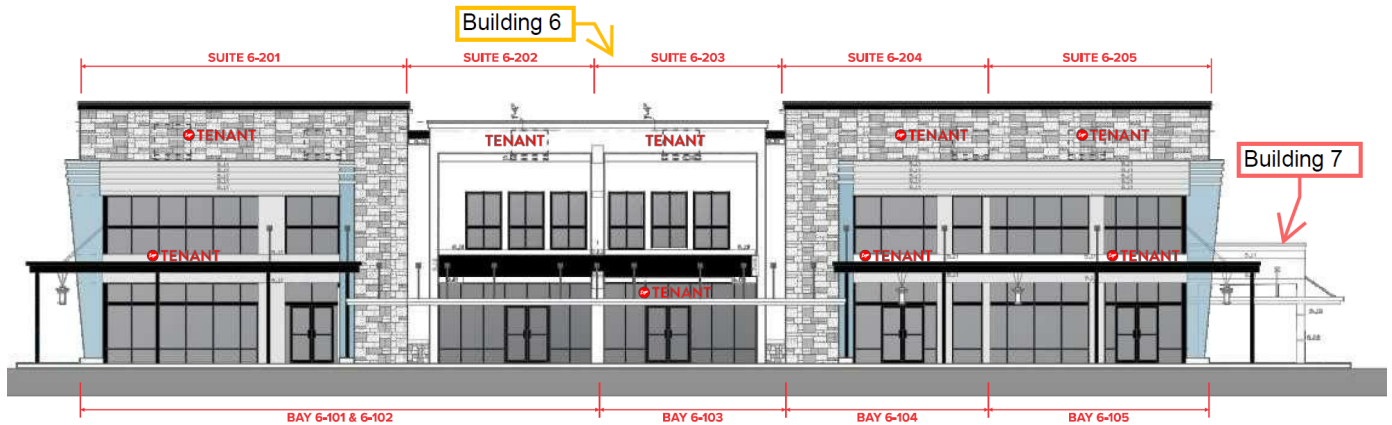 Building 6
SUITE 6-201
SUITE 6-202
SUITE 6-203
SUITE 6-204
SUITE 6-205
TENANT
TENANT
TENANT
TENANT
TENANT
Building 7
TENANT
TENANT
TENANT
TENANT
BAY 6-101 & 6-102
BAY 6-103
BAY 6-104
BAY 6-105